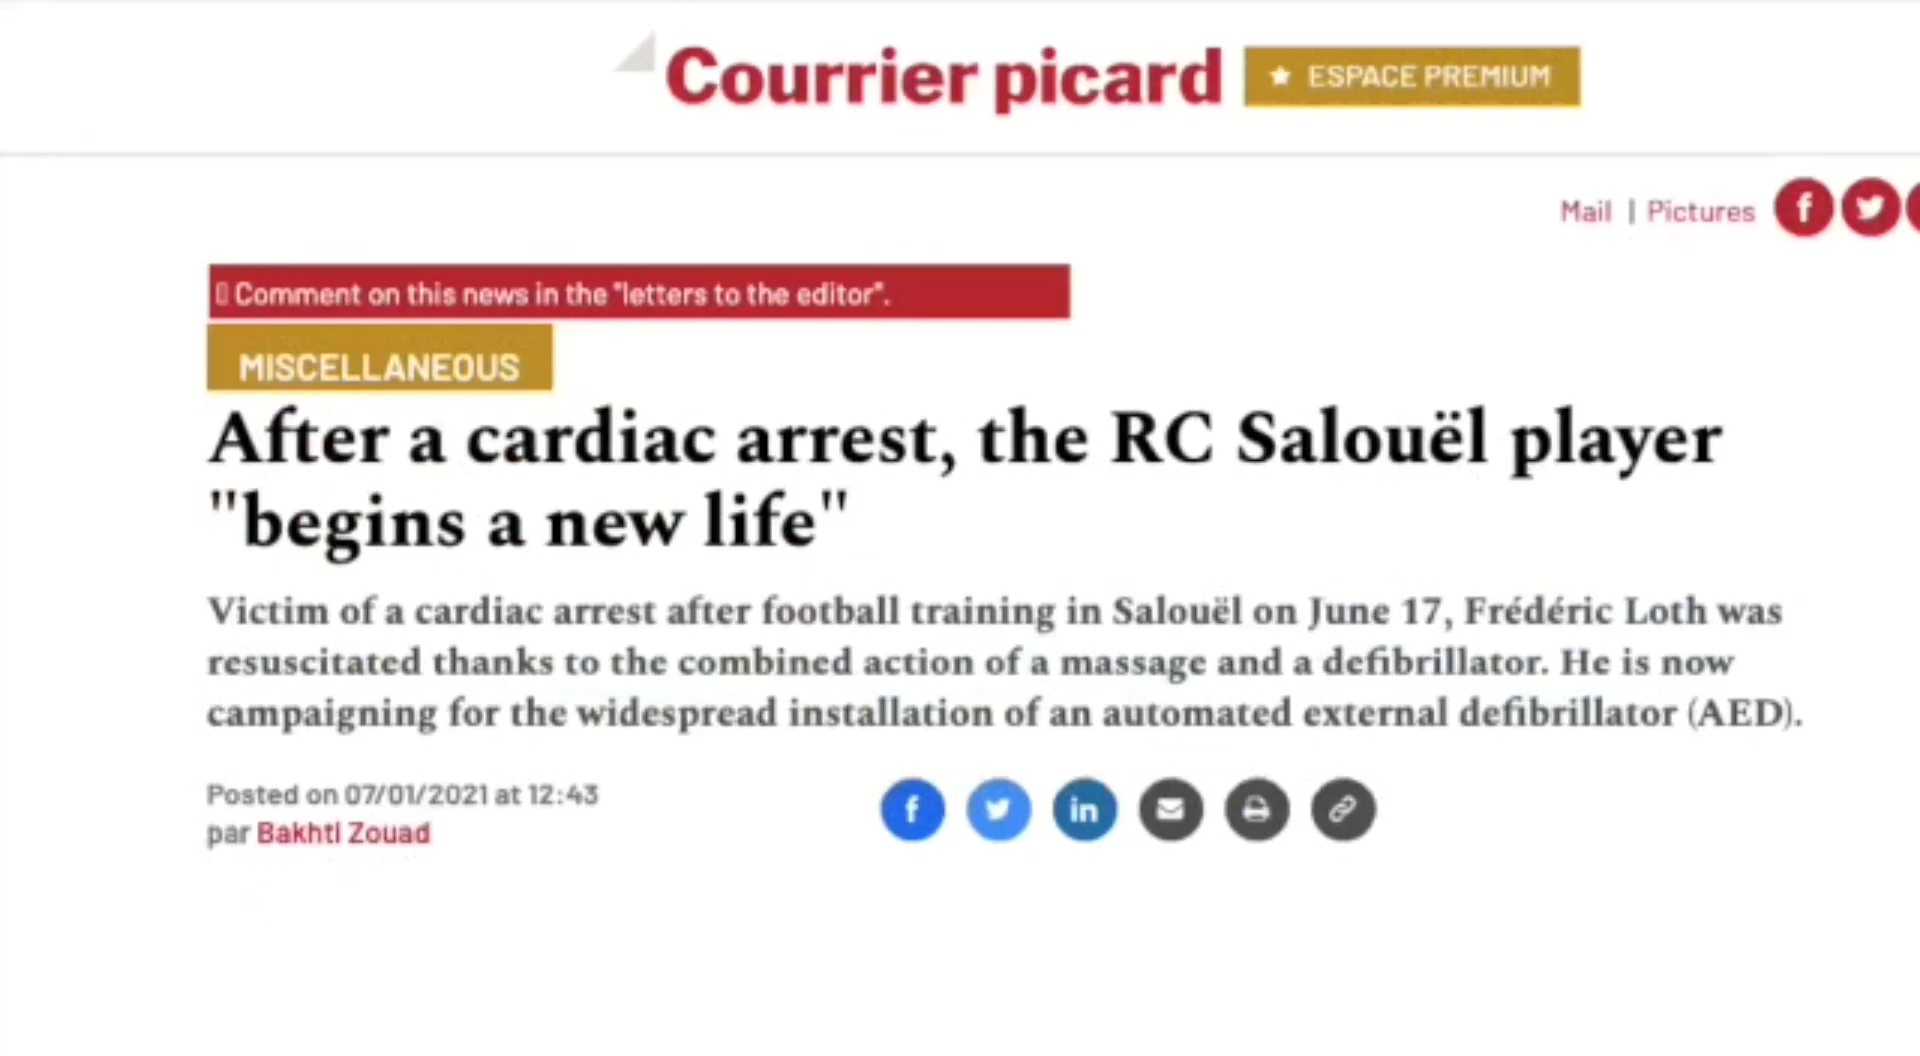 Courrier picard
★ ESPACE PREMIUM
Mail | Pictures
Comment on this news in the "letters to the editor".
MISCELLANEOUS
After a cardiac arrest, the RC Salouël player
"begins a new life"
Victim of a cardiac arrest after football training in Salouël on June 17, Frédéric Loth was
resuscitated thanks to the combined action of a massage and a defibrillator. He is now
campaigning for the widespread installation of an automated external defibrillator (AED).
Posted on 07/01/2021 at 12:43
par Bakhti Zouad